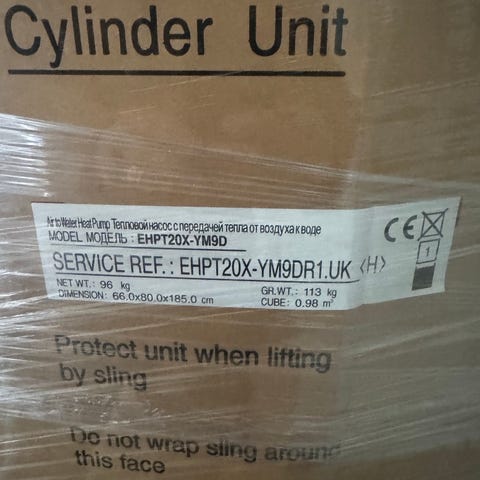 Cylinder Unit
Air to Water Heat Pump Тепловой насос с передачей тепла от воздуха к воде
MODEL МОДЕЛЬ : EHPT20X-YM9D
SERVICE REF. : EHPT20X-YM9DR1.UK <H>
NET WT. : 96 kg
GR.WT. : 113 kg
DIMENSION : 66.0x80.0x185.0 cm
CUBE : 0.98 m³
CE
1
Protect unit when lifting
by sling
Do not wrap sling around
this face